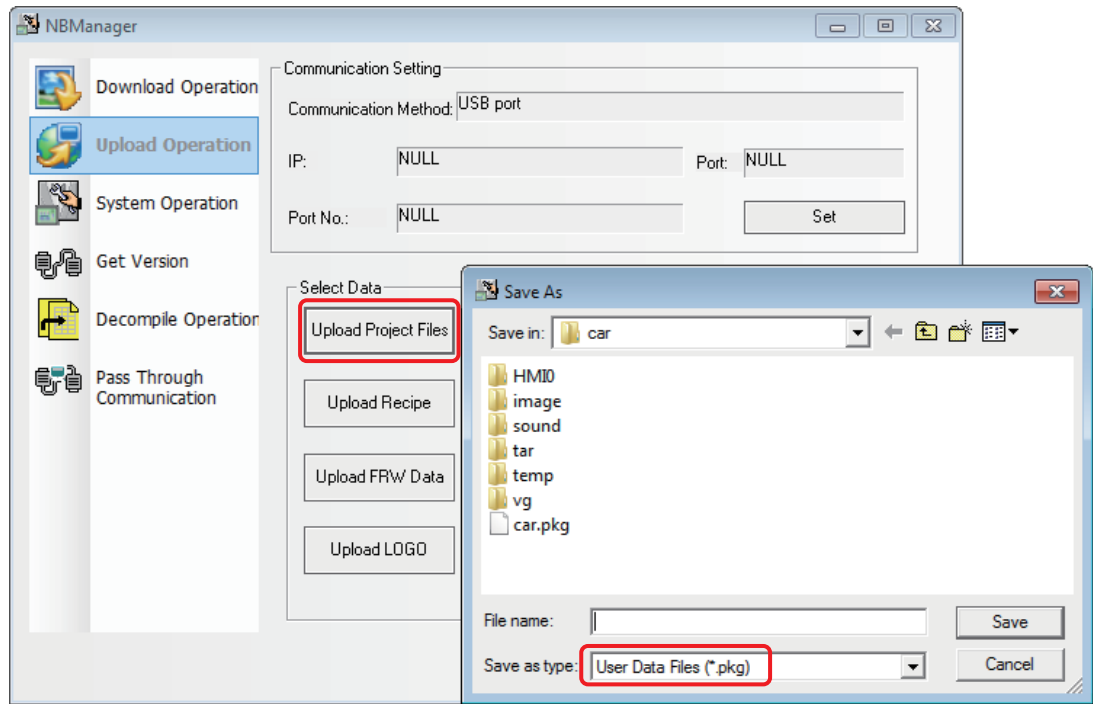 NBManager
Download Operation
Upload Operation
System Operation
Get Version
Decompile Operation
Pass Through
Communication
Communication Setting
Communication Method: USB port
IP: NULL Port: NULL
Port No.: NULL Set
Select Data
Upload Project Files
Upload Recipe
Upload FRW Data
Upload LOGO
Save As
Save in: car
HMI0
image
sound
tar
temp
vg
car.pkg
File name: Save
Save as type: User Data Files (*.pkg) Cancel